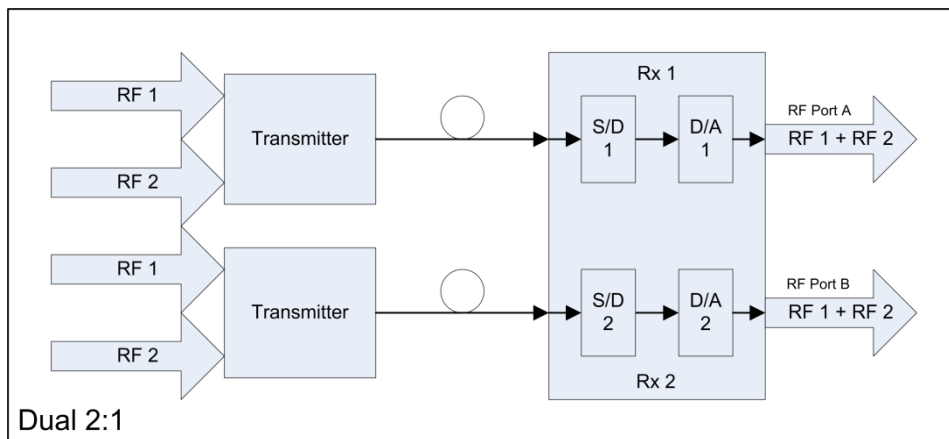 Rx 1
RF 1
RF 2
Transmitter
S/D
1
D/A
1
RF Port A
RF 1 + RF 2
RF 1
RF 2
Transmitter
S/D
2
D/A
2
RF Port B
RF 1 + RF 2
Rx 2
Dual 2:1